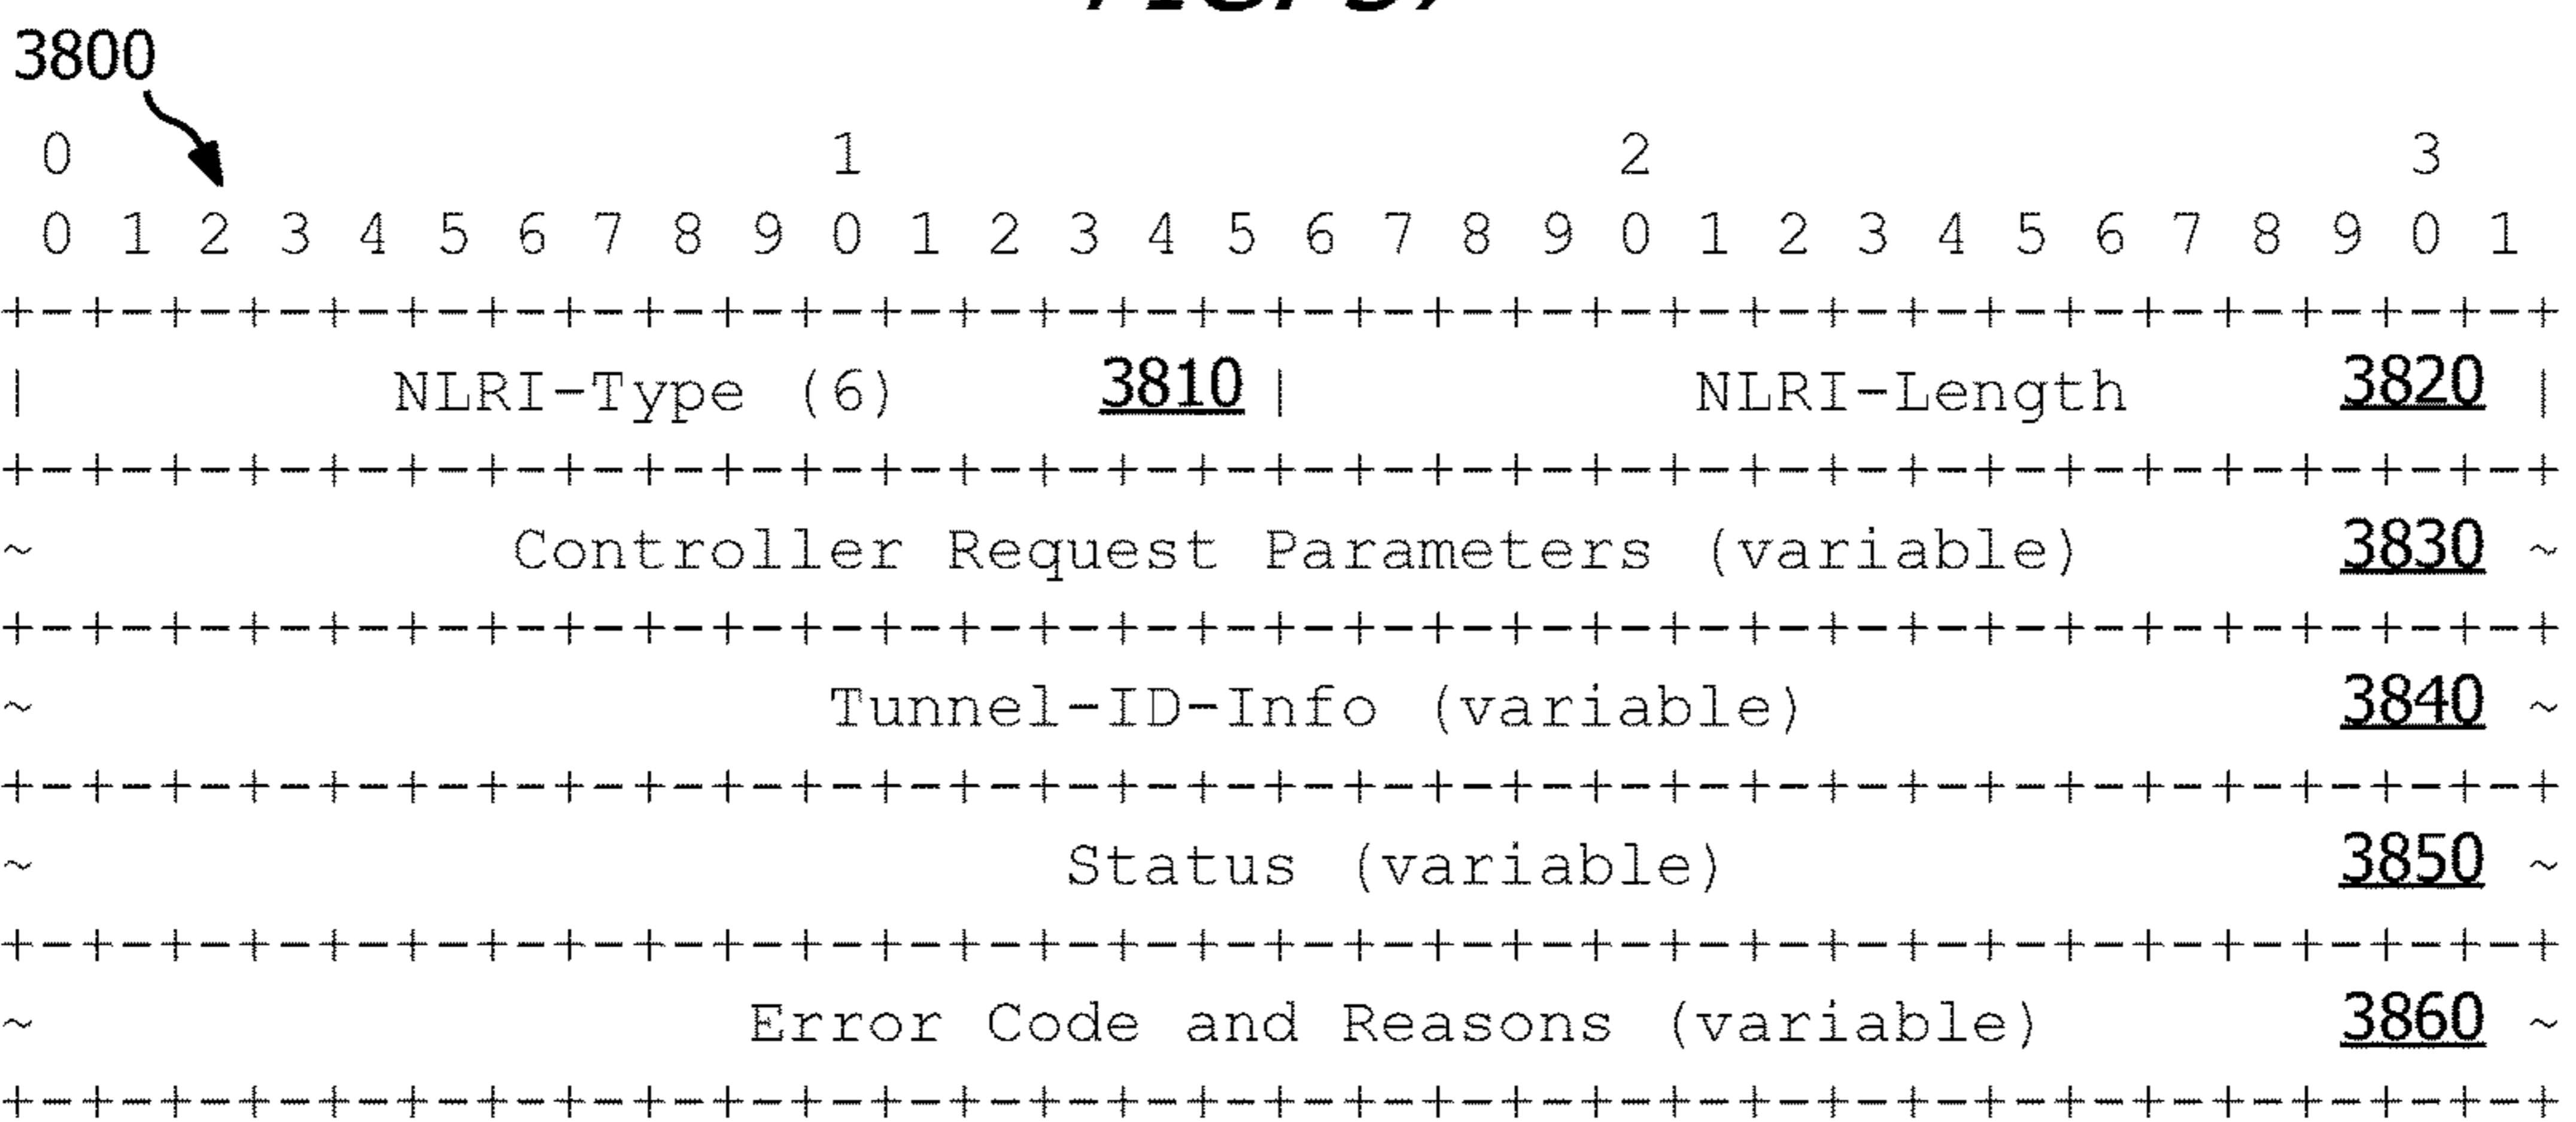 3800
0 1 2 3
0 1 2 3 4 5 6 7 8 9 0 1 2 3 4 5 6 7 8 9 0 1 2 3 4 5 6 7 8 9 0 1
+-+-+-+-+-+-+-+-+-+-+-+-+-+-+-+-+-+-+-+-+-+-+-+-+-+-+-+-+-+-+-+-+
| NLRI-Type (6) 3810 | NLRI-Length 3820 |
+-+-+-+-+-+-+-+-+-+-+-+-+-+-+-+-+-+-+-+-+-+-+-+-+-+-+-+-+-+-+-+-+
~ Controller Request Parameters (variable) 3830 ~
+-+-+-+-+-+-+-+-+-+-+-+-+-+-+-+-+-+-+-+-+-+-+-+-+-+-+-+-+-+-+-+-+
~ Tunnel-ID-Info (variable) 3840 ~
+-+-+-+-+-+-+-+-+-+-+-+-+-+-+-+-+-+-+-+-+-+-+-+-+-+-+-+-+-+-+-+-+
~ Status (variable) 3850 ~
+-+-+-+-+-+-+-+-+-+-+-+-+-+-+-+-+-+-+-+-+-+-+-+-+-+-+-+-+-+-+-+-+
~ Error Code and Reasons (variable) 3860 ~
+-+-+-+-+-+-+-+-+-+-+-+-+-+-+-+-+-+-+-+-+-+-+-+-+-+-+-+-+-+-+-+-+